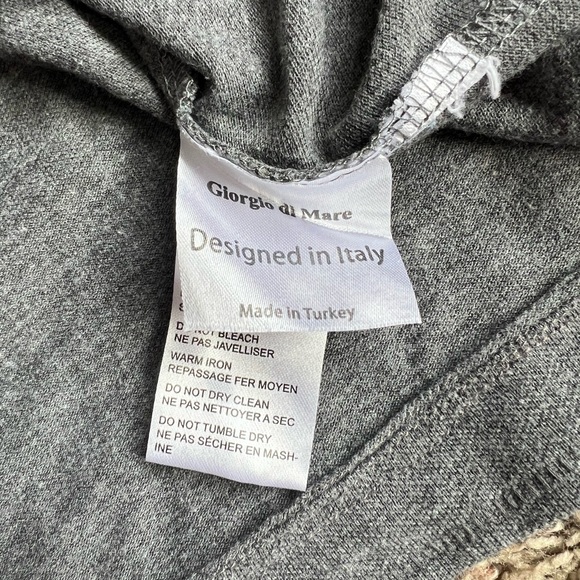 Giorgio di Mare
Designed in Italy
Made in Turkey
DO NOT BLEACH
NE PAS JAVELLISER
WARM IRON
REPASSAGE FER MOYEN
DO NOT DRY CLEAN
NE PAS NETTOYER A SEC
DO NOT TUMBLE DRY
NE PAS SÉCHER EN MASH-
INE